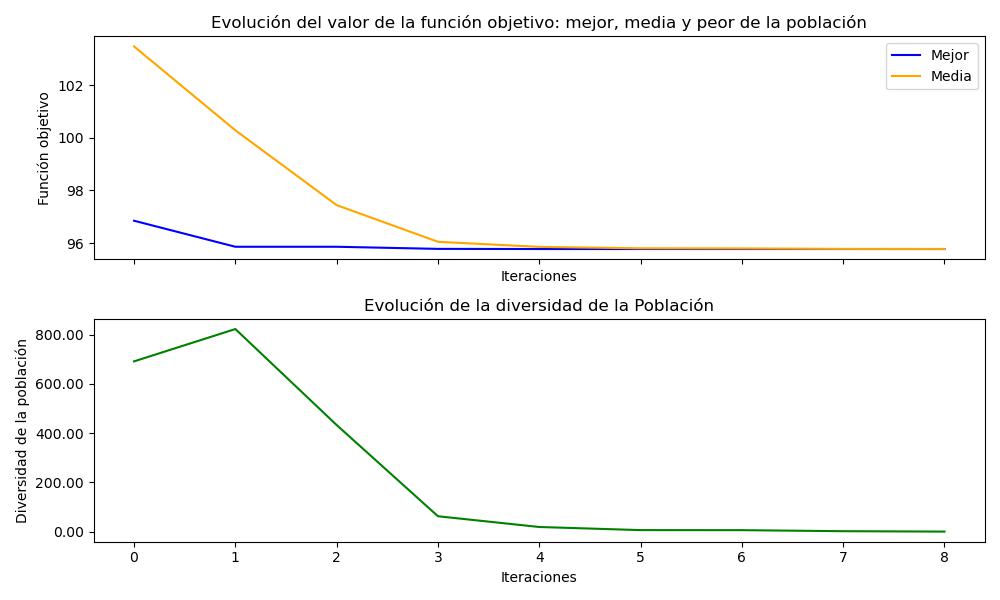 Evolución del valor de la función objetivo: mejor, media y peor de la población
Función objetivo
102
100
98
96
Mejor
Media
Iteraciones
Evolución de la diversidad de la Población
Diversidad de la población
800.00
600.00
400.00
200.00
0.00
0 1 2 3 4 5 6 7 8
Iteraciones